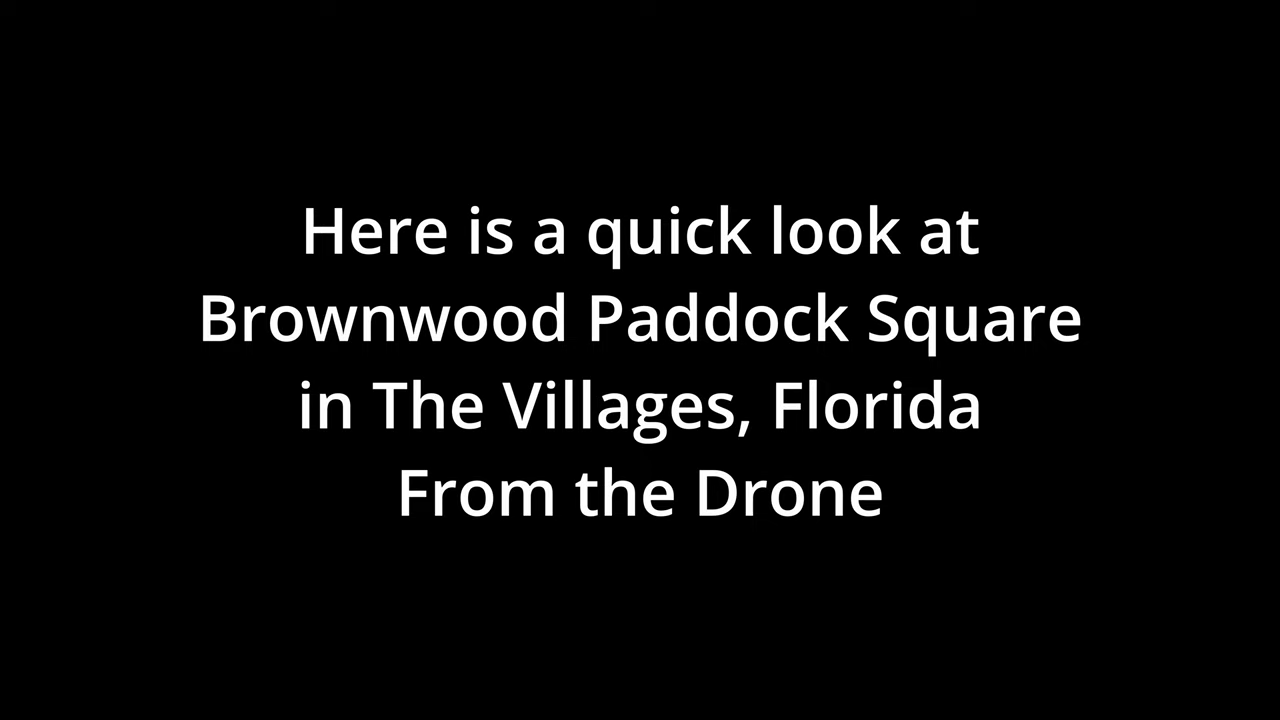 Here is a quick look at
Brownwood Paddock Square
in The Villages, Florida
From the Drone